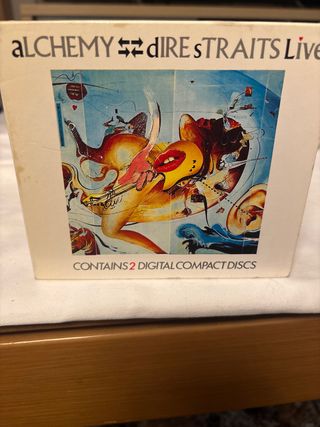 aLCHEMY ⇆ dIRE sTRAITS Live
CONTAINS 2 DIGITAL COMPACT DISCS